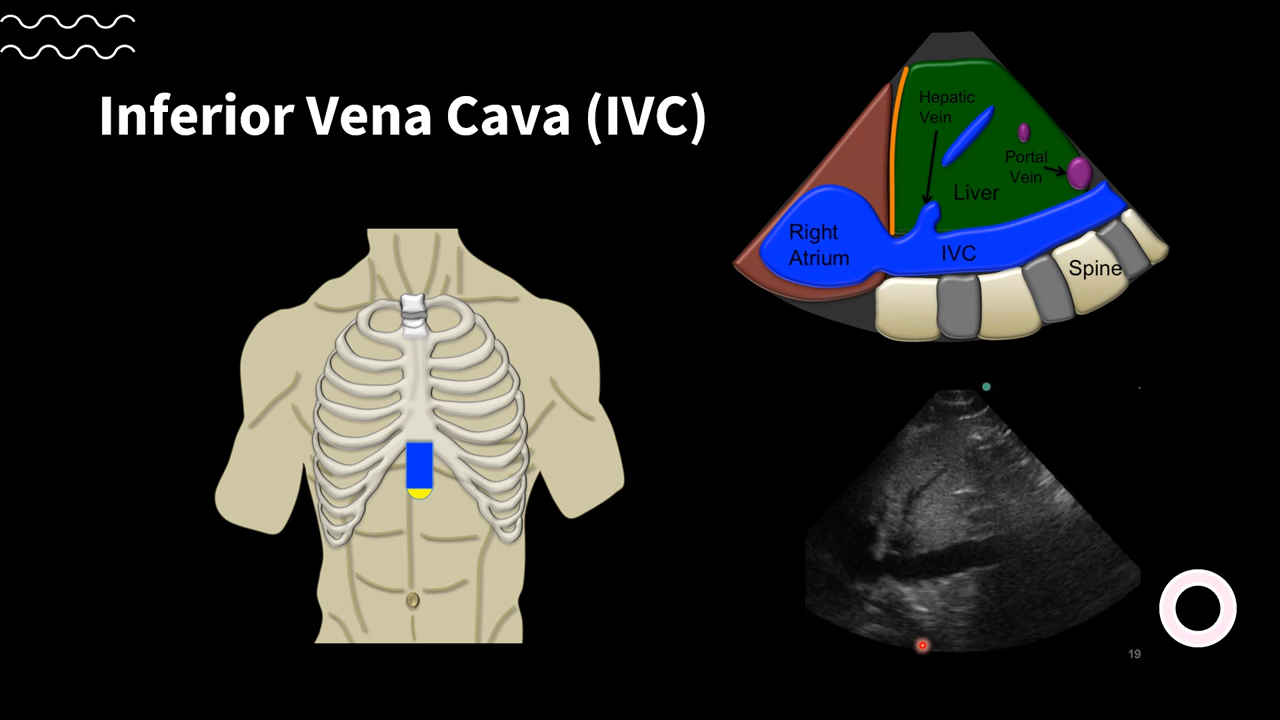 Inferior Vena Cava (IVC)
Hepatic
Vein
Portal
Vein
Liver
Right
Atrium
IVC
Spine
19